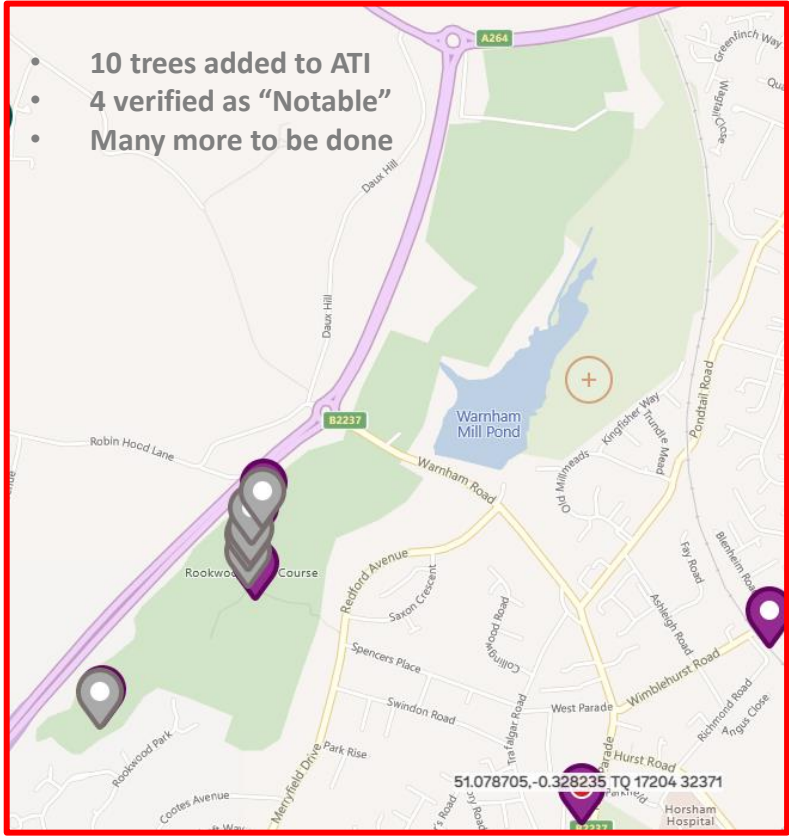 • 10 trees added to ATI
• 4 verified as “Notable”
• Many more to be done
A264
Greenfinch Way
Wagtail Close
Daux Hill
Daux Hill
Pondtail Road
B2237
Warnham
Mill Pond
Kingfisher Way
Trundle Mead
Robin Hood Lane
Warnham Road
Old Millmeads
Fay Road
Blenheim Road
Redford Avenue
Rookwood Course
Saxon Crescent
Ashleigh Road
Collingwood Road
Spencers Place
Wimblehurst Road
Swindon Road
West Parade
Richmond Road
Angus Close
Trafalgar Road
Rookwood Park
Merryfield Drive
Park Rise
Parade
Hurst Road
51.078705,-0.328235 TQ 17204 32371
Cootes Avenue
Horsham
Hospital
B2237